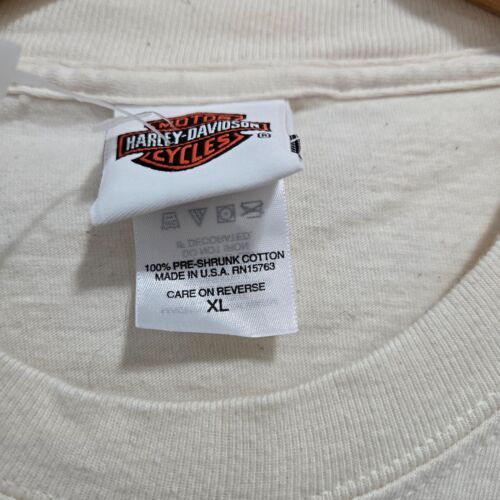 MOTOR
HARLEY-DAVIDSON
®
CYCLES
100% PRE-SHRUNK COTTON
MADE IN U.S.A. RN15763
CARE ON REVERSE
XL